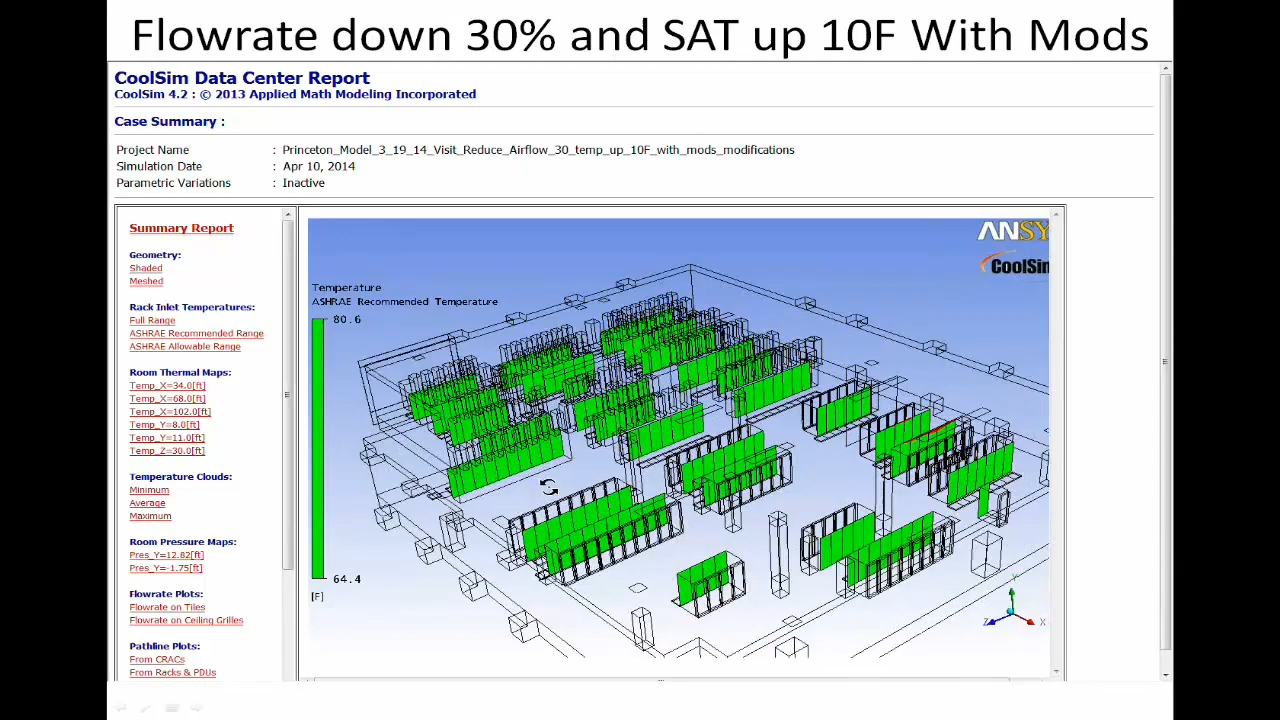 Flowrate down 30% and SAT up 10F With Mods
CoolSim Data Center Report
CoolSim 4.2 : © 2013 Applied Math Modeling Incorporated
Case Summary :
Project Name : Princeton_Model_3_19_14_Visit_Reduce_Airflow_30_temp_up_10F_with_mods_modifications
Simulation Date : Apr 10, 2014
Parametric Variations : Inactive
Summary Report
Geometry:
Shaded
Meshed
Rack Inlet Temperatures:
Full Range
ASHRAE Recommended Range
ASHRAE Allowable Range
Room Thermal Maps:
Temp_X=34.0[ft]
Temp_X=68.0[ft]
Temp_X=102.0[ft]
Temp_Y=8.0[ft]
Temp_Y=11.0[ft]
Temp_Z=30.0[ft]
Temperature Clouds:
Minimum
Average
Maximum
Room Pressure Maps:
Pres_Y=12.82[ft]
Pres_Y=-1.75[ft]
Flowrate Plots:
Flowrate on Tiles
Flowrate on Ceiling Grilles
Pathline Plots:
From CRACs
From Racks & PDUs
ANSY
CoolSim
Temperature
ASHRAE Recommended Temperature
80.6
64.4
[F]
Y
Z
X